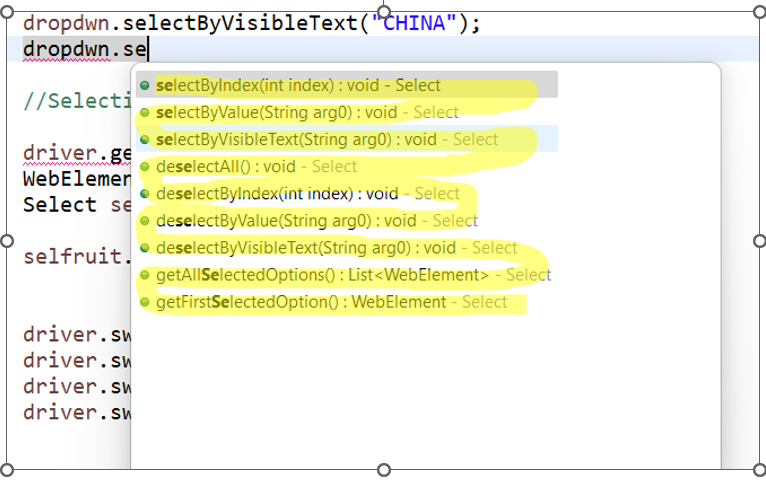 dropdwn.selectByVisibleText("CHINA");
dropdwn.se
selectByIndex(int index) : void - Select
//Selecti
selectByValue(String arg0) : void - Select
selectByVisibleText(String arg0) : void - Select
driver.ge
deselectAll() : void - Select
WebElemen
deselectByIndex(int index) : void - Select
Select se
deselectByValue(String arg0) : void - Select
deselectByVisibleText(String arg0) : void - Select
selfruit.
getAllSelectedOptions() : List<WebElement> - Select
getFirstSelectedOption() : WebElement - Select
driver.sw
driver.sw
driver.sw
driver.sw